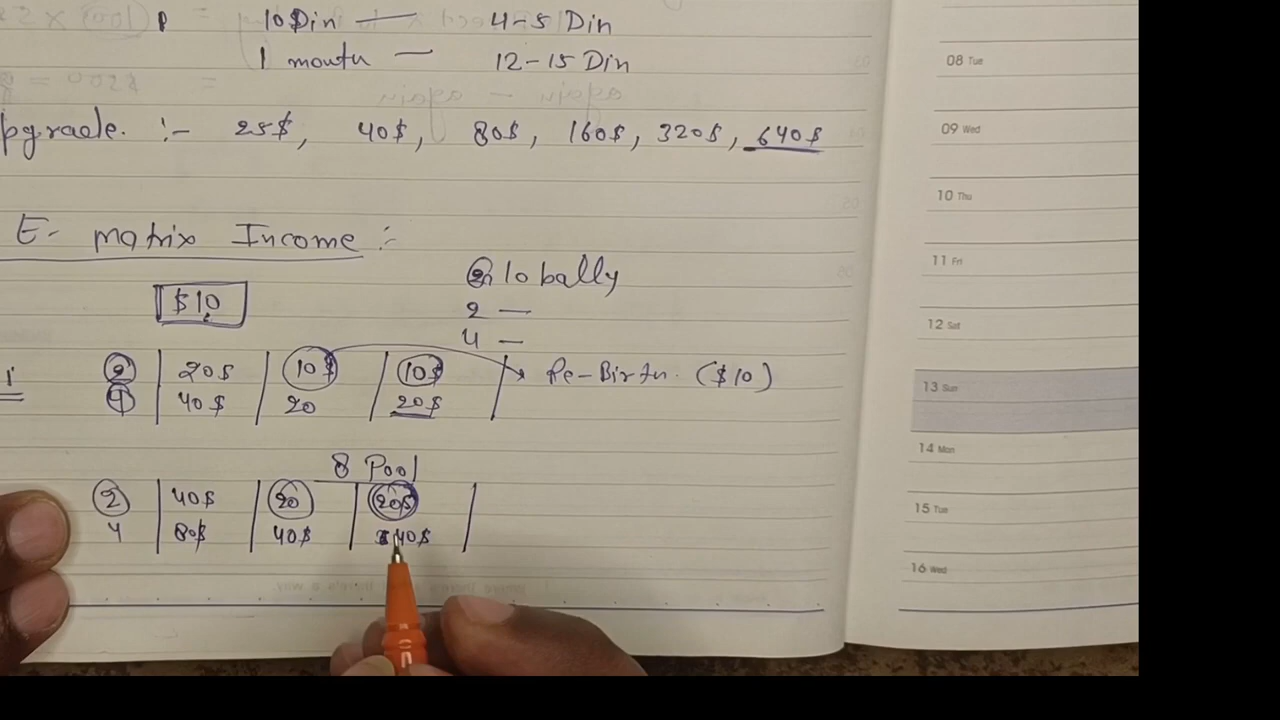 10$Din — 4-5 Din
1 month — 12-15 Din
pgrade. :- 25$, 40$, 80$, 160$, 320$, 640$
E- matrix Income :-
$10
Globally
2 —
4 —
1 2 | 20$ | 10$ | 10$ | Re-Birth. ($10)
4 | 40$ | 20 | 20$ |
8 Pool
2 | 40$ | 20 | 20$ |
4 | 80$ | 40$ | 40$ |
08 Tue
09 Wed
10 Thu
11 Fri
12 Sat
13 Sun
14 Mon
15 Tue
16 Wed